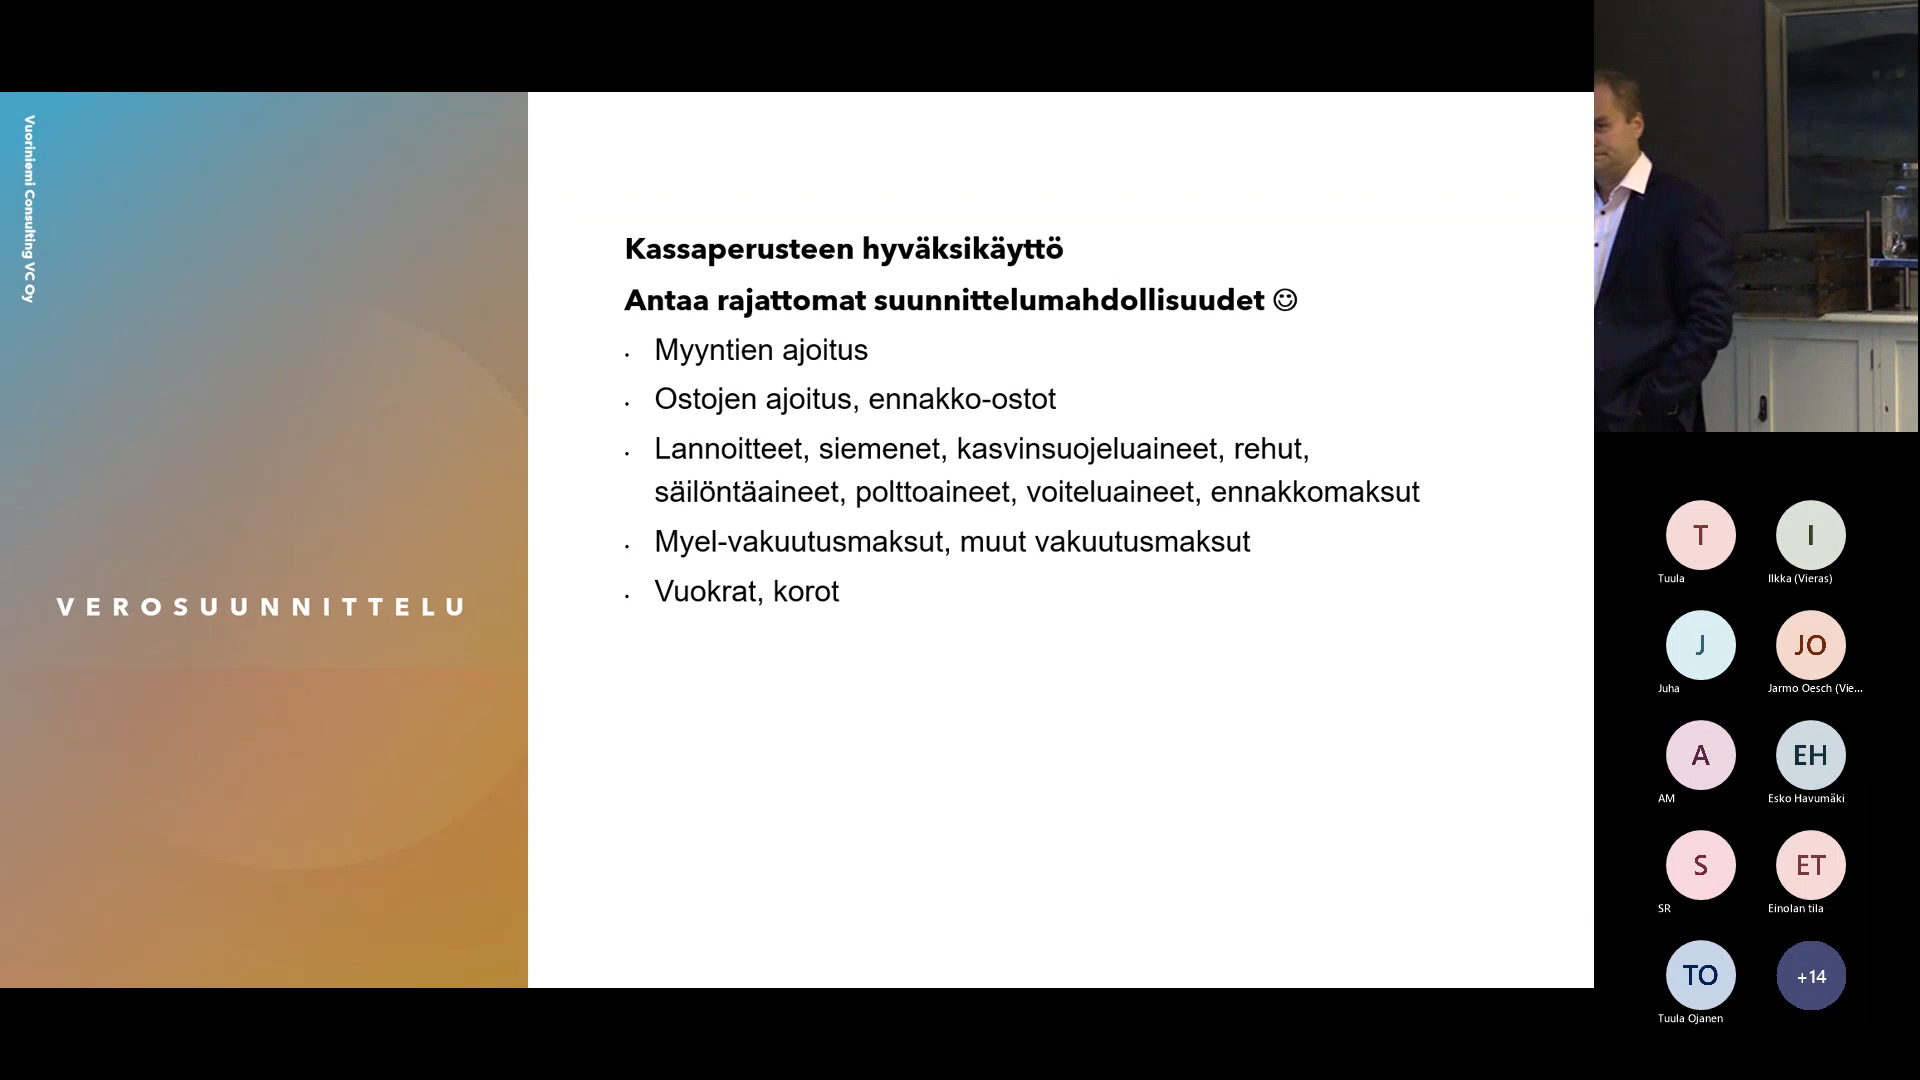 Vuoriniemi Consulting VC Oy
VEROSUUNNITTELU
Kassaperusteen hyväksikäyttö
Antaa rajattomat suunnittelumahdollisuudet ☺
• Myyntien ajoitus
• Ostojen ajoitus, ennakko-ostot
• Lannoitteet, siemenet, kasvinsuojeluaineet, rehut,
säilöntäaineet, polttoaineet, voiteluaineet, ennakkomaksut
• Myel-vakuutusmaksut, muut vakuutusmaksut
• Vuokrat, korot
T
Tuula
I
Ilkka (Vieras)
J
Juha
JO
Jarmo Oesch (Vie...
A
AM
EH
Esko Havumäki
S
SR
ET
Einolan tila
TO
Tuula Ojanen
+14